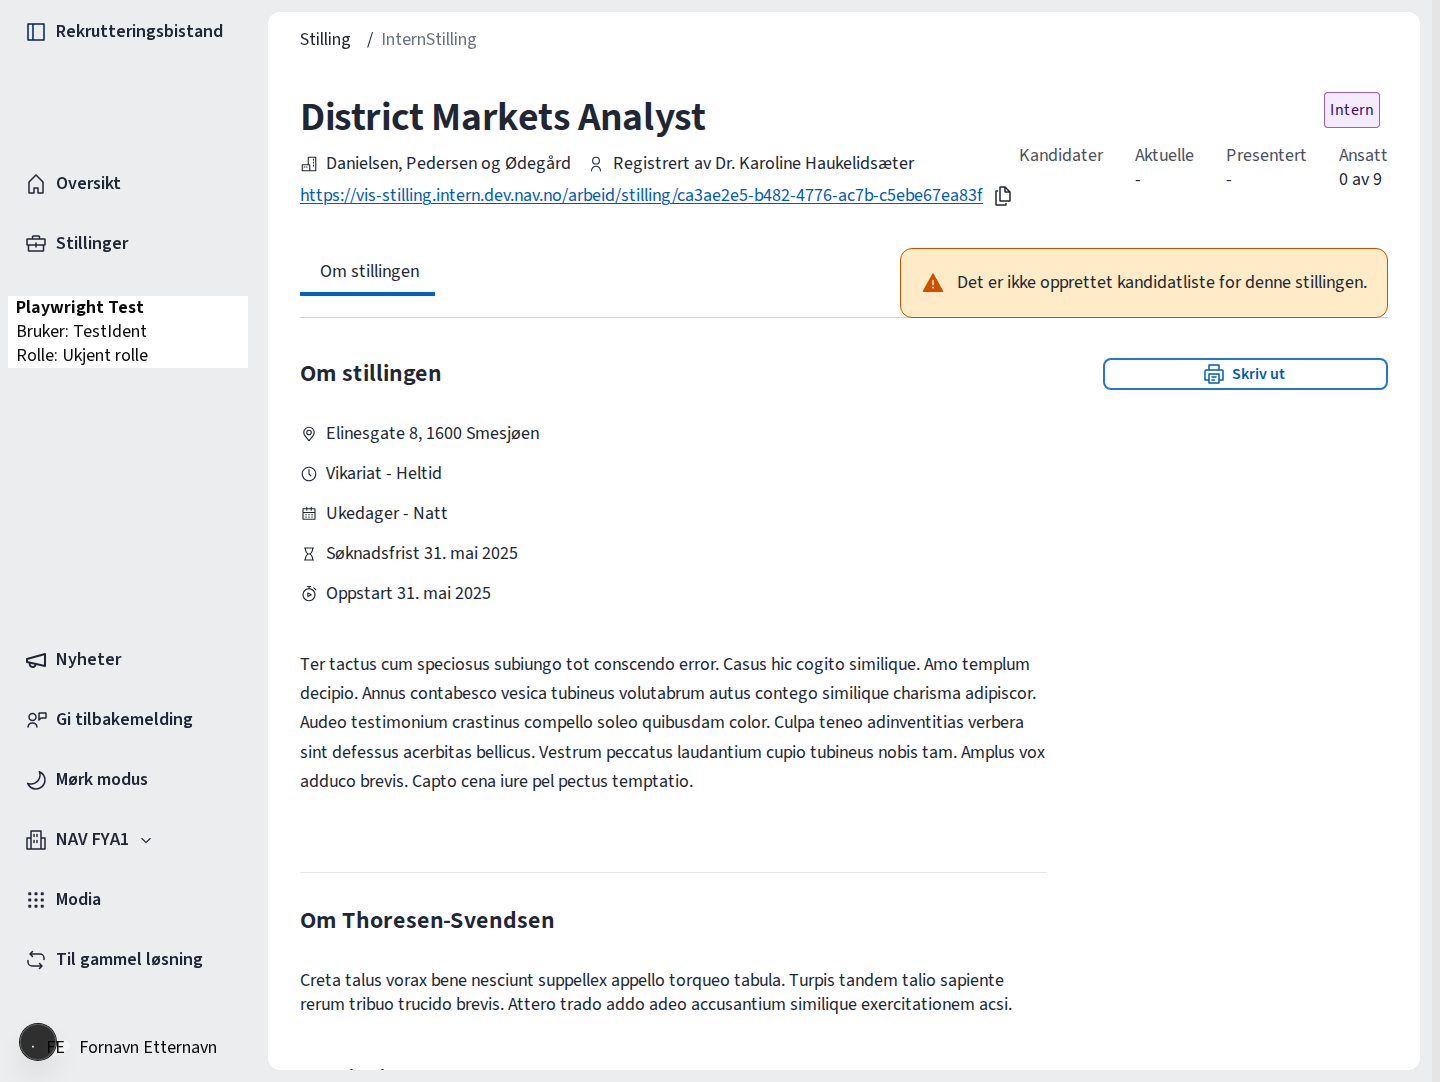 Rekrutteringsbistand
Oversikt
Stillinger
Playwright Test
Bruker: TestIdent
Rolle: Ukjent rolle
Nyheter
Gi tilbakemelding
Mørk modus
NAV FYA1
Modia
Til gammel løsning
FE Fornavn Etternavn
Stilling / InternStilling
District Markets Analyst
Intern
Danielsen, Pedersen og Ødegård Registrert av Dr. Karoline Haukelidsæter
https://vis-stilling.intern.dev.nav.no/arbeid/stilling/ca3ae2e5-b482-4776-ac7b-c5ebe67ea83f
Kandidater Aktuelle Presentert Ansatt
- - 0 av 9
Om stillingen
Det er ikke opprettet kandidatliste for denne stillingen.
Om stillingen
Skriv ut
Elinesgate 8, 1600 Smesjøen
Vikariat - Heltid
Ukedager - Natt
Søknadsfrist 31. mai 2025
Oppstart 31. mai 2025
Ter tactus cum speciosus subiungo tot conscendo error. Casus hic cogito similique. Amo templum
decipio. Annus contabesco vesica tubineus volutabrum autus contego similique charisma adipiscor.
Audeo testimonium crastinus compello soleo quibusdam color. Culpa teneo adinventitias verbera
sint defessus acerbitas bellicus. Vestrum peccatus laudantium cupio tubineus nobis tam. Amplus vox
adduco brevis. Capto cena iure pel pectus temptatio.
Om Thoresen-Svendsen
Creta talus vorax bene nesciunt suppellex appello torqueo tabula. Turpis tandem talio sapiente
rerum tribuo trucido brevis. Attero trado addo adeo accusantium similique exercitationem acsi.